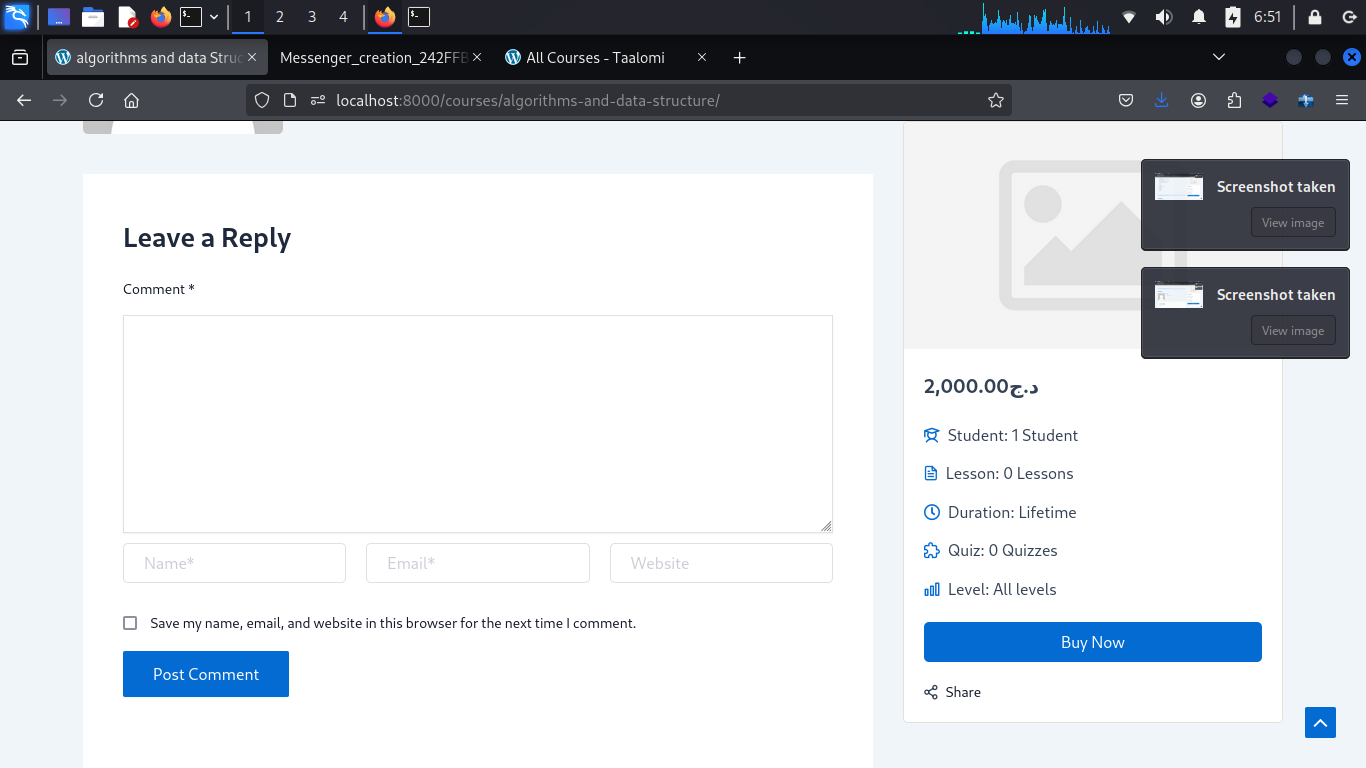 1 2 3 4 6:51
algorithms and data Struc Messenger_creation_242FFB All Courses - Taalomi
localhost:8000/courses/algorithms-and-data-structure/
Leave a Reply
Comment *
Name* Email* Website
Save my name, email, and website in this browser for the next time I comment.
Post Comment
Screenshot taken
View image
Screenshot taken
View image
2,000.00د.ج
Student: 1 Student
Lesson: 0 Lessons
Duration: Lifetime
Quiz: 0 Quizzes
Level: All levels
Buy Now
Share